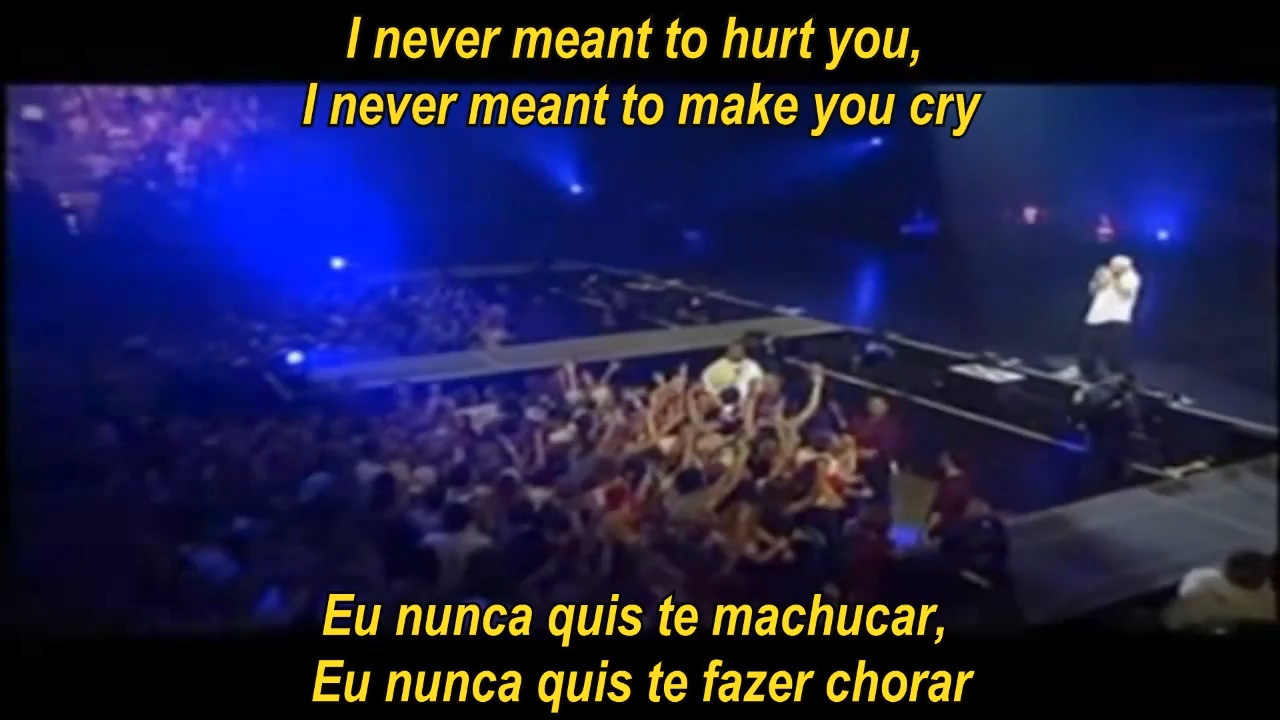 I never meant to hurt you,
I never meant to make you cry
Eu nunca quis te machucar,
Eu nunca quis te fazer chorar